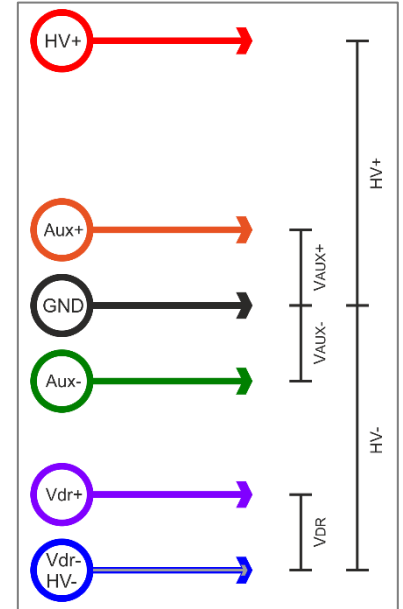 HV+
Aux+
GND
Aux-
Vdr+
Vdr-
HV-
VAUX+
VAUX-
VDR
HV+
HV-